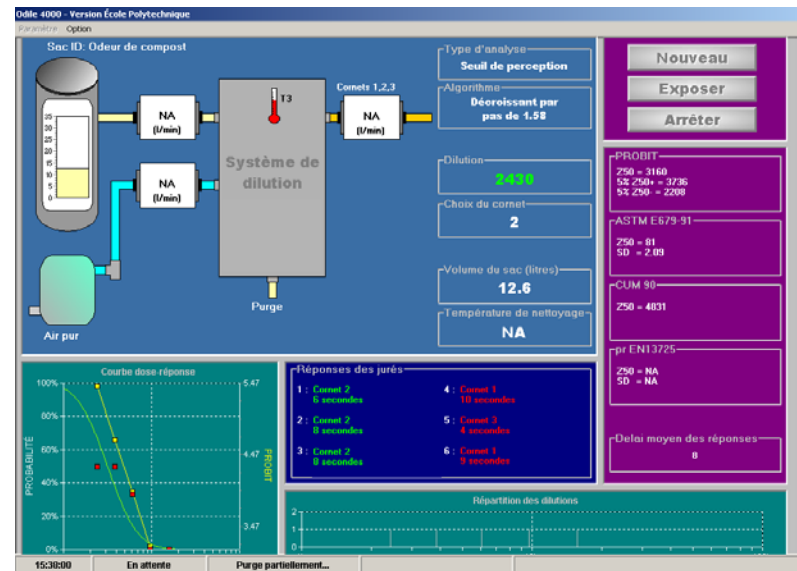 Odile 4000 - Version École Polytechnique
Paramètre Option
Sac ID: Odeur de compost
35
30
25
20
15
10
5
0
NA
(l/min)
NA
(l/min)
T3
Système de
dilution
Cornets 1,2,3
NA
(l/min)
Purge
Air pur
Type d'analyse
Seuil de perception
Algorithme
Décroissant par
pas de 1.58
Dilution
2430
Choix du cornet
2
Volume du sac (litres)
12.6
Température de nettoyage
NA
Nouveau
Exposer
Arrêter
PROBIT
Z50 = 3160
5% Z50+ = 3736
5% Z50- = 2208
ASTM E679-91
Z50 = 81
SD = 2.09
CUM 90
Z50 = 4031
pr EN13725
Z50 = NA
SD = NA
Delai moyen des réponses
8
Courbe dose-réponse
100%
80%
60%
40%
20%
0%
PROBABILITÉ
5.47
4.47
3.47
PROBIT
Réponses des jurés
1 : Cornet 2
6 secondes
2 : Cornet 2
8 secondes
3 : Cornet 2
8 secondes
4 : Cornet 1
10 secondes
5 : Cornet 3
4 secondes
6 : Cornet 1
9 secondes
Répartition des dilutions
2
1
0
15:38:00 En attente Purge partiellement...